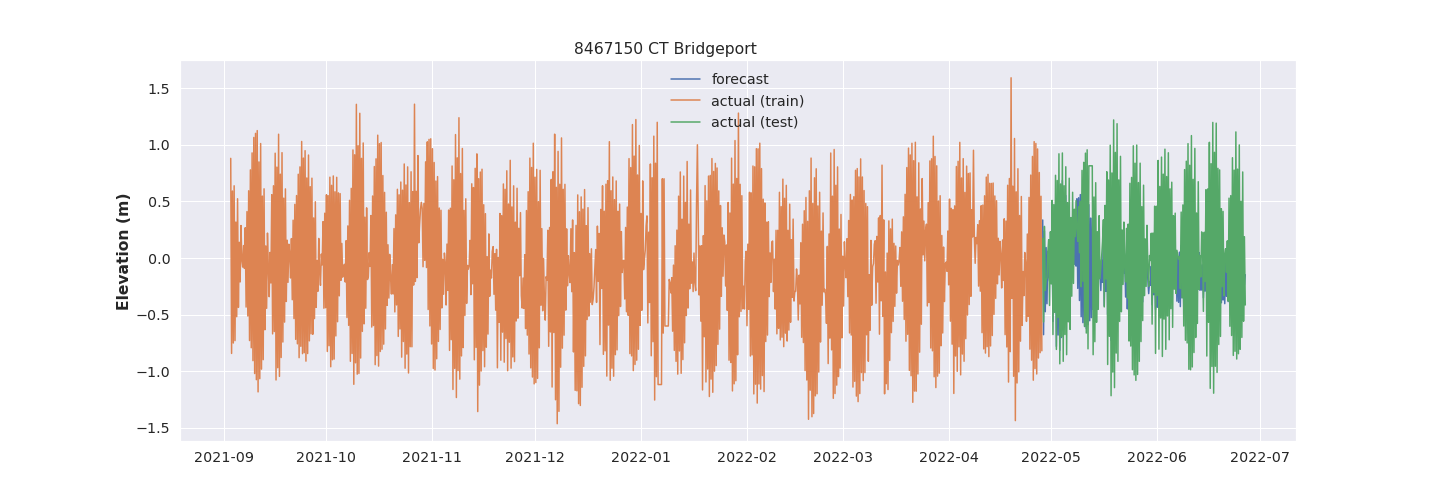 8467150 CT Bridgeport
forecast
actual (train)
actual (test)
Elevation (m)
1.5
1.0
0.5
0.0
−0.5
−1.0
−1.5
2021-09 2021-10 2021-11 2021-12 2022-01 2022-02 2022-03 2022-04 2022-05 2022-06 2022-07